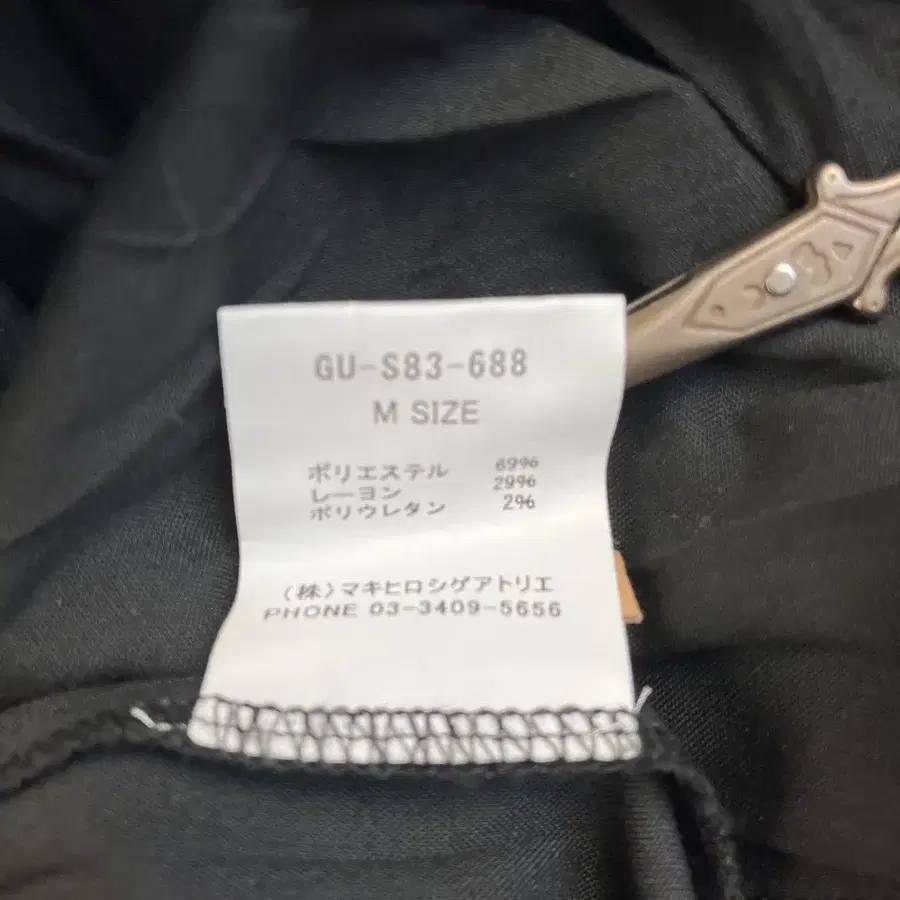 GU-S83-688
M SIZE
ポリエステル 69%
レーヨン 29%
ポリウレタン 2%
(株)マキヒロシゲアトリエ
PHONE 03-3409-5656